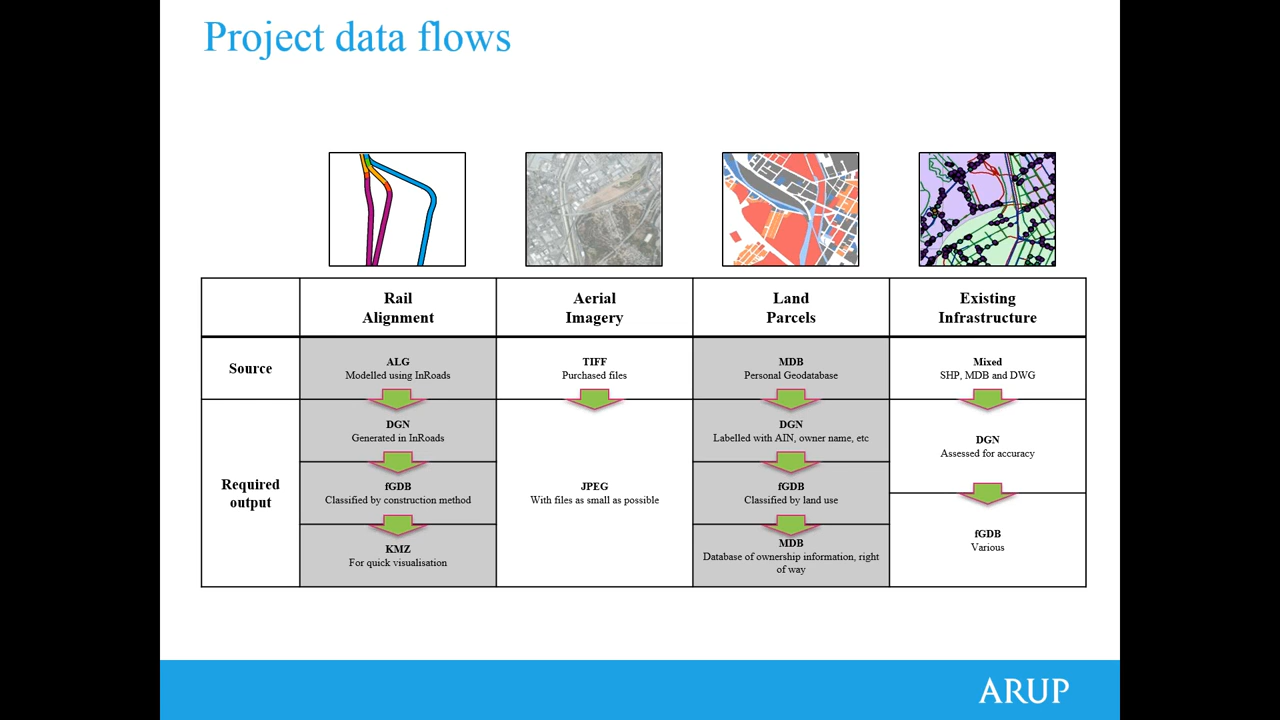 Project data flows
Rail
Alignment
Aerial
Imagery
Land
Parcels
Existing
Infrastructure
Source
ALG
Modelled using InRoads
TIFF
Purchased files
MDB
Personal Geodatabase
Mixed
SHP, MDB and DWG
Required
output
DGN
Generated in InRoads
fGDB
Classified by construction method
KMZ
For quick visualisation
JPEG
With files as small as possible
DGN
Labelled with AIN, owner name, etc
fGDB
Classified by land use
MDB
Database of ownership information, right
of way
DGN
Assessed for accuracy
fGDB
Various
ARUP